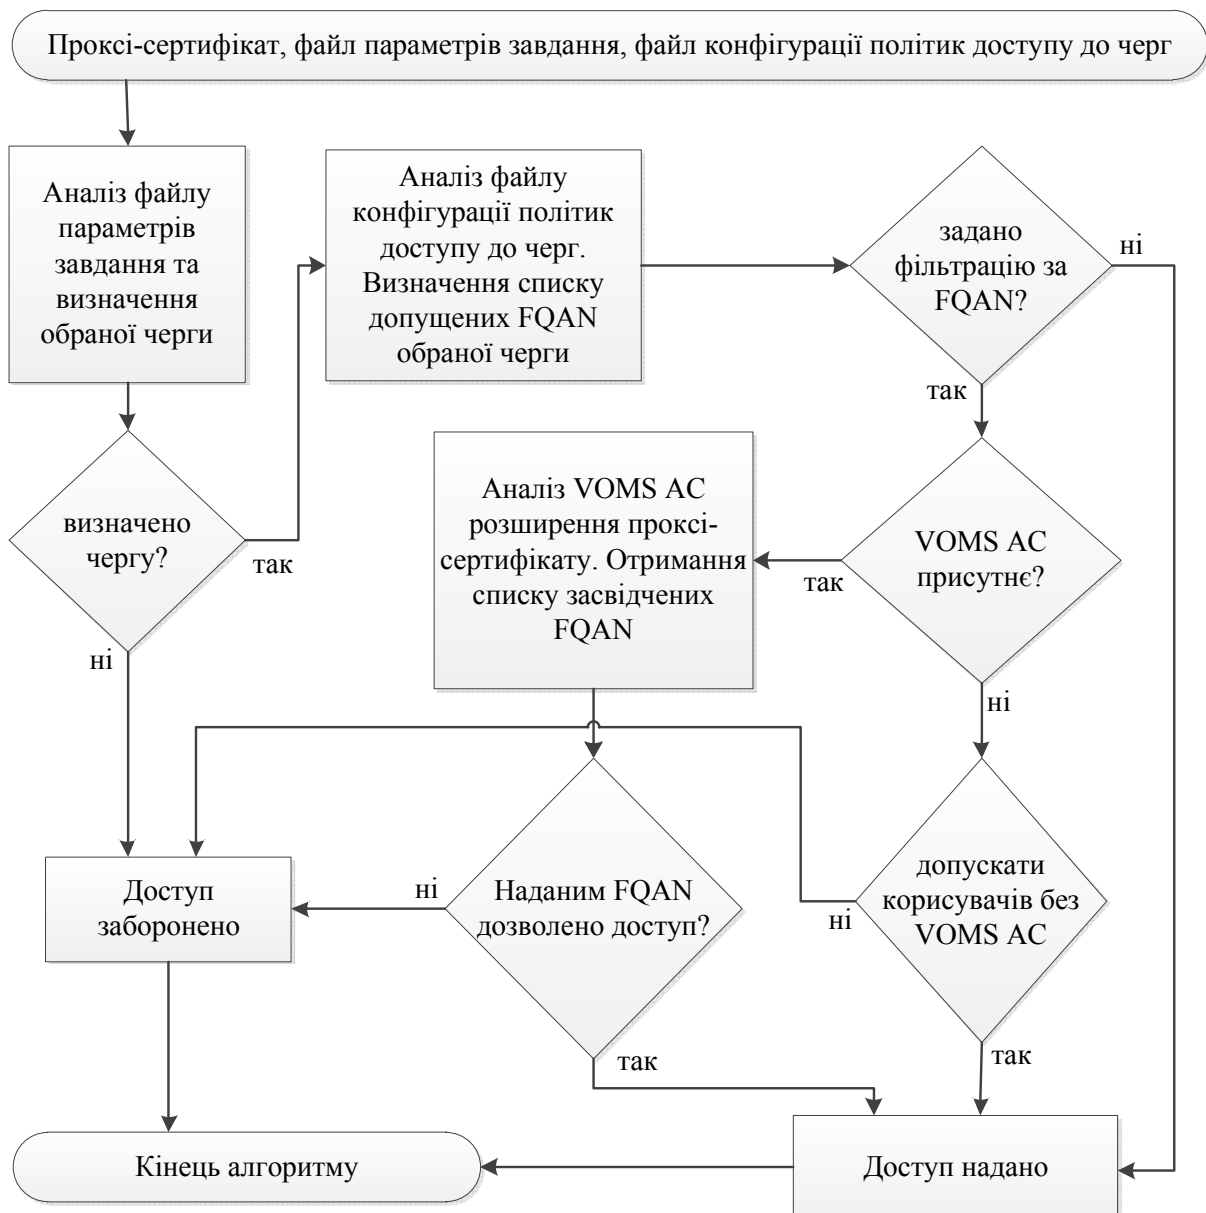 Проксі-сертифікат, файл параметрів завдання, файл конфігурації політик доступу до черг
Аналіз файлу
параметрів
завдання та
визначення
обраної черги
Аналіз файлу
конфігурації політик
доступу до черг.
Визначення списку
допущених FQAN
обраної черги
задано
фільтрацію за
FQAN?
ні
так
визначено
чергу?
так
ні
Аналіз VOMS AC
розширення проксі-
сертифікату. Отримання
списку засвідчених
FQAN
так
VOMS AC
присутнє?
ні
Доступ
заборонено
ні
Наданим FQAN
дозволено доступ?
так
ні
допускати
корисувачів без
VOMS AC
так
Кінець алгоритму
Доступ надано